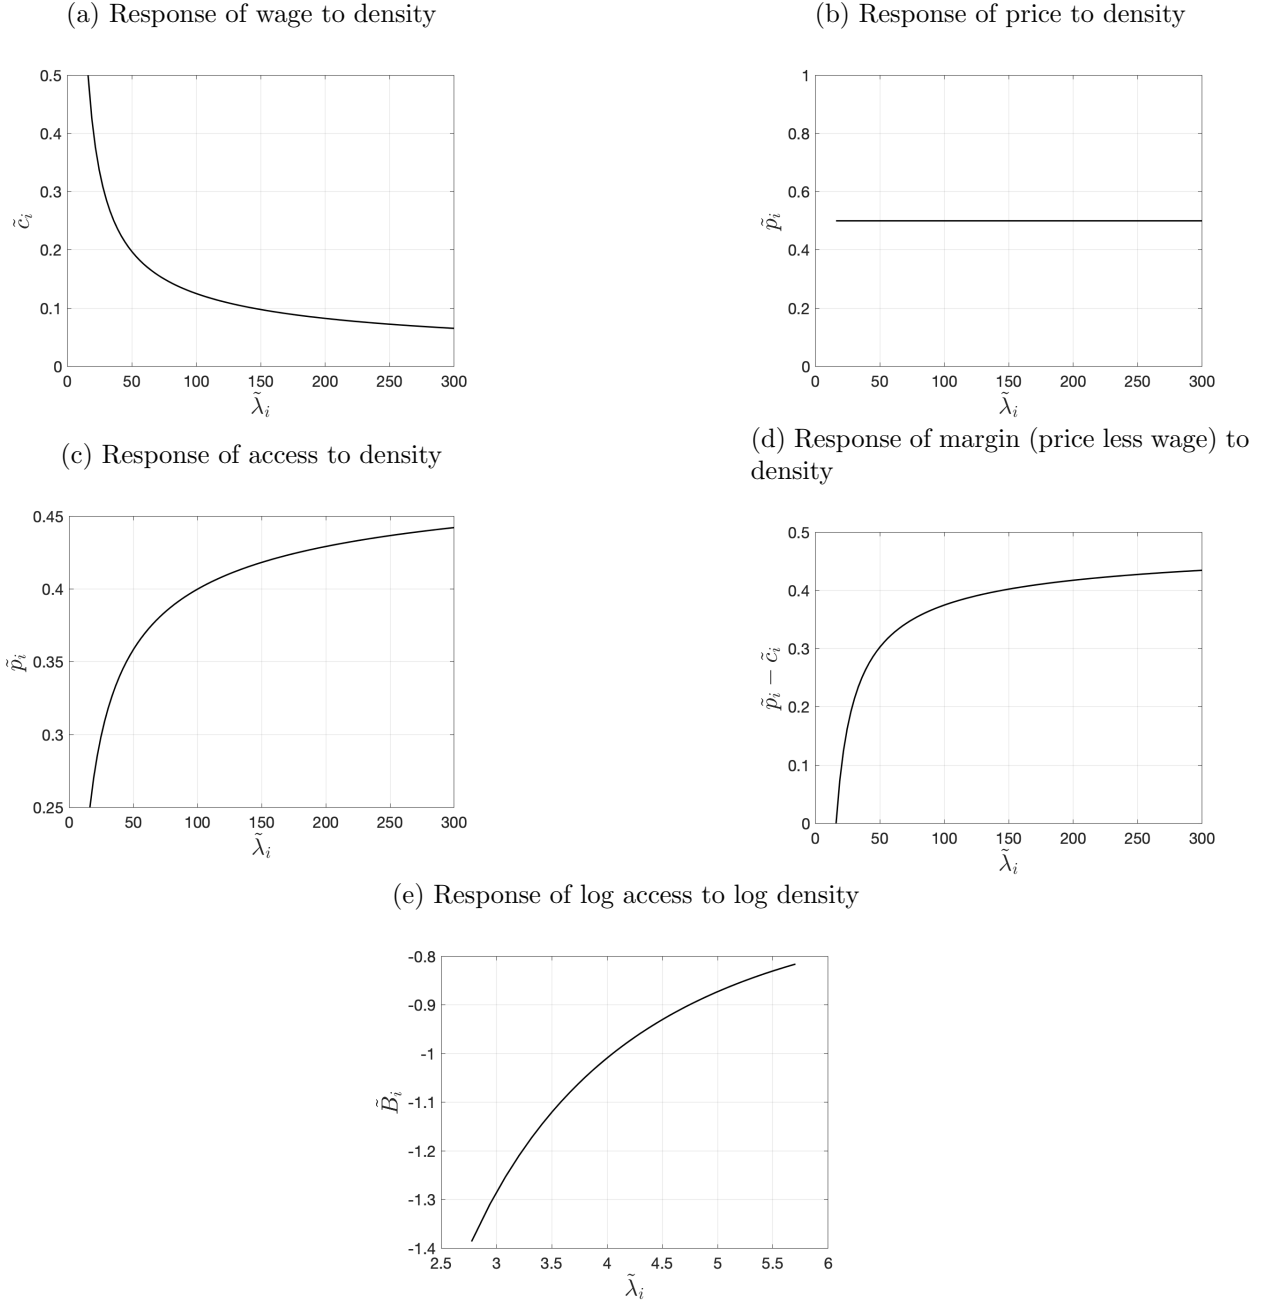 (a) Response of wage to density
(b) Response of price to density
0.5
0.4
0.3
0.2
0.1
0
c̃ᵢ
0 50 100 150 200 250 300
λ̃ᵢ
1
0.8
0.6
0.4
0.2
0
p̃ᵢ
0 50 100 150 200 250 300
λ̃ᵢ
(c) Response of access to density
(d) Response of margin (price less wage) to
density
0.45
0.4
0.35
0.3
0.25
p̃ᵢ
0 50 100 150 200 250 300
λ̃ᵢ
0.5
0.4
0.3
0.2
0.1
0
p̃ᵢ − c̃ᵢ
0 50 100 150 200 250 300
λ̃ᵢ
(e) Response of log access to log density
-0.8
-0.9
-1
-1.1
-1.2
-1.3
-1.4
B̃ᵢ
2.5 3 3.5 4 4.5 5 5.5 6
λ̃ᵢ